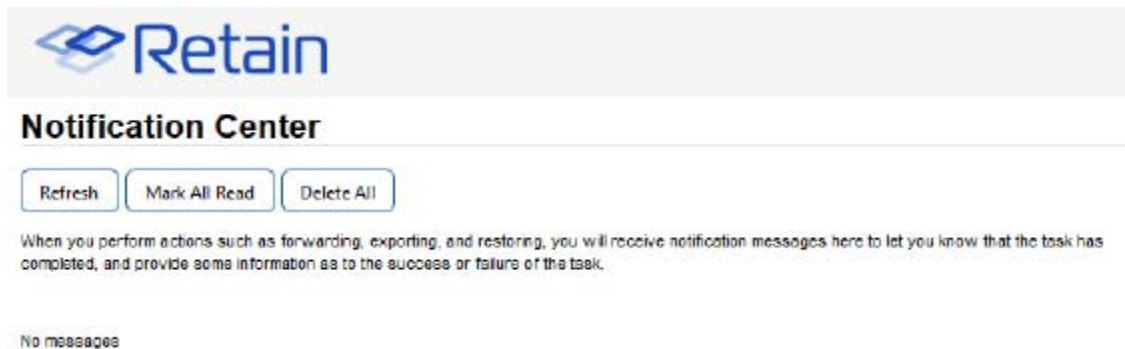 Retain
Notification Center
Refresh Mark All Read Delete All
When you perform actions such as forwarding, exporting, and restoring, you will receive notification messages here to let you know that the task has
completed, and provide some information as to the success or failure of the task.
No messages